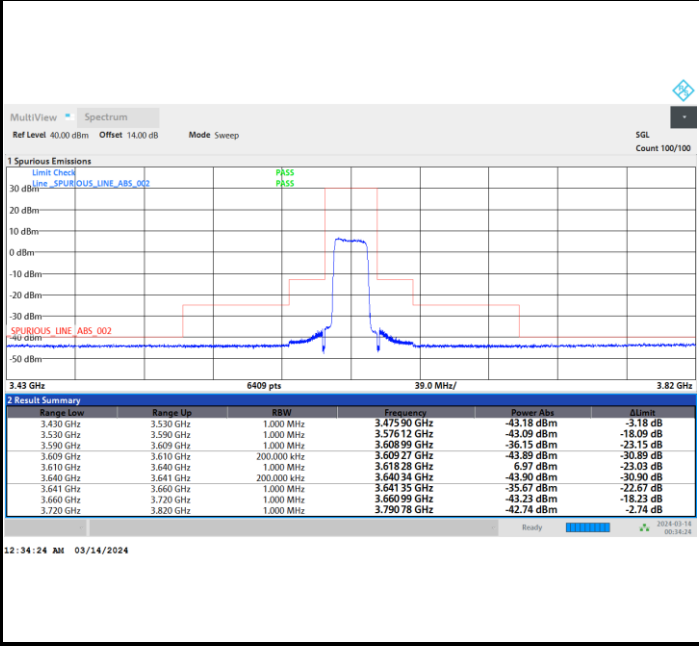 MultiView Spectrum
Ref Level 40.00 dBm Offset 14.00 dB Mode Sweep SGL
Count 100/100
1 Spurious Emissions
Limit Check PASS
Line _SPURIOUS_LINE_ABS_002 PASS
30 dBm
20 dBm
10 dBm
0 dBm
-10 dBm
-20 dBm
-30 dBm
_SPURIOUS_LINE_ABS_002
-40 dBm
-50 dBm
3.43 GHz 6409 pts 39.0 MHz/ 3.82 GHz
2 Result Summary
Range Low Range Up RBW Frequency Power Abs ΔLimit
3.430 GHz 3.530 GHz 1.000 MHz 3.475 90 GHz -43.18 dBm -3.18 dB
3.530 GHz 3.590 GHz 1.000 MHz 3.576 12 GHz -43.09 dBm -18.09 dB
3.590 GHz 3.609 GHz 1.000 MHz 3.608 99 GHz -36.15 dBm -23.15 dB
3.609 GHz 3.610 GHz 200.000 kHz 3.609 27 GHz -43.89 dBm -30.89 dB
3.610 GHz 3.640 GHz 1.000 MHz 3.618 28 GHz 6.97 dBm -23.03 dB
3.640 GHz 3.641 GHz 200.000 kHz 3.640 34 GHz -43.90 dBm -30.90 dB
3.641 GHz 3.660 GHz 1.000 MHz 3.641 35 GHz -35.67 dBm -22.67 dB
3.660 GHz 3.720 GHz 1.000 MHz 3.660 99 GHz -43.23 dBm -18.23 dB
3.720 GHz 3.820 GHz 1.000 MHz 3.790 78 GHz -42.74 dBm -2.74 dB
Ready 2024-03-14
00:34:24
12:34:24 AM 03/14/2024